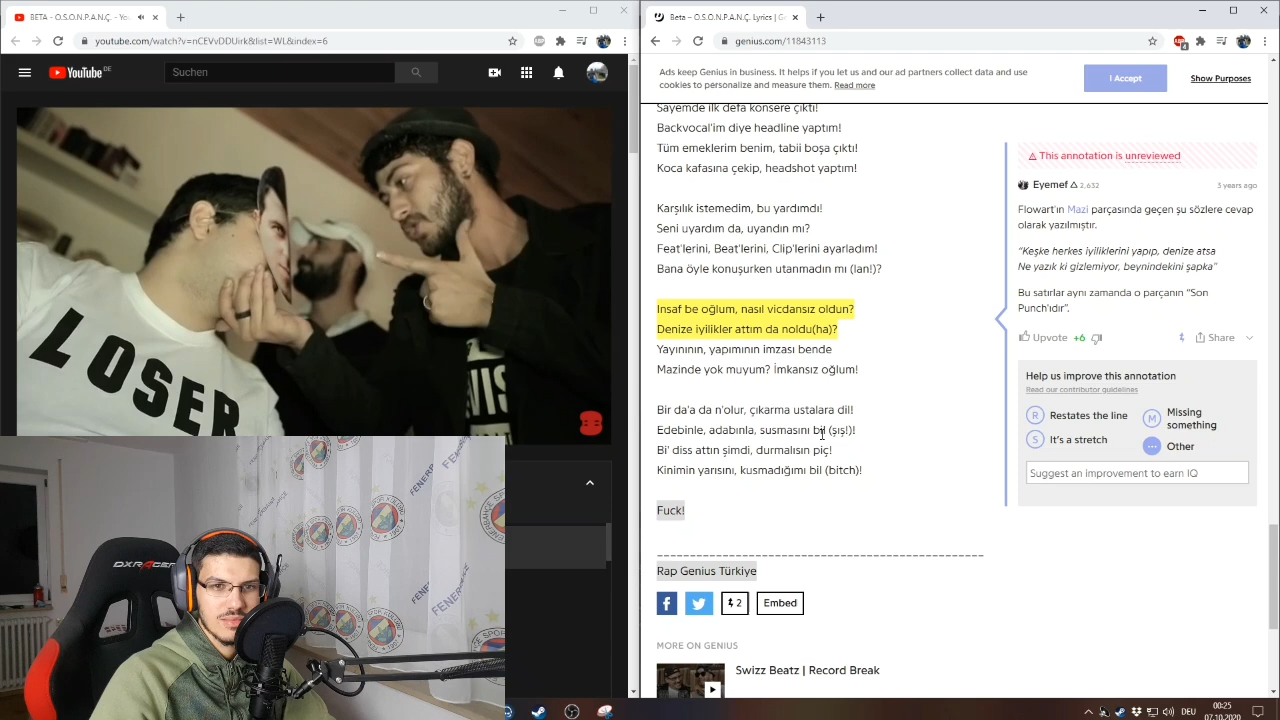 BETA - O.S.O.N.P.A.N.Ç. - You
youtube.com/watch?v=nCEVvDDUirk&list=WL&index=6
YouTube DE
Suchen
LOSER
DXRACER
FENERBAHÇE
Beta – O.S.O.N.P.A.N.Ç. Lyrics | G
genius.com/11843113
4
Ads keep Genius in business. It helps if you let us and our ad partners collect data and use
cookies to personalize and measure them. Read more
I Accept
Show Purposes
Sayemde ilk defa konsere çıktı!
Backvocal'im diye headline yaptım!
Tüm emeklerim benim, tabii boşa çıktı!
Koca kafasına çekip, headshot yaptım!
Karşılık istemedim, bu yardımdı!
Seni uyardım da, uyandın mı?
Feat'lerini, Beat'lerini, Clip'lerini ayarladım!
Bana öyle konuşurken utanmadın mı (lan!)?
Insaf be oğlum, nasıl vicdansız oldun?
Denize iyilikler attım da noldu(ha)?
Yayınının, yapımının imzası bende
Mazinde yok muyum? İmkansız oğlum!
Bir da'a da n'olur, çıkarma ustalara dil!
Edebinle, adabınla, susmasını bil (şış!)!
Bi' diss attın şimdi, durmalısın piç!
Kinimin yarısını, kusmadığımı bil (bitch)!
Fuck!
Rap Genius Türkiye
2
Embed
MORE ON GENIUS
Swizz Beatz | Record Break
This annotation is unreviewed
Eyemef 2,632
3 years ago
Flowart'ın Mazi parçasında geçen şu sözlere cevap
olarak yazılmıştır.
“Keşke herkes iyiliklerini yapıp, denize atsa
Ne yazık ki gizlemiyor, beynindekini şapka”
Bu satırlar aynı zamanda o parçanın “Son
Punch'ıdır”.
Upvote +6
Share
Help us improve this annotation
Read our contributor guidelines
R Restates the line
M Missing
something
S It's a stretch
Other
Suggest an improvement to earn IQ
DEU
00:25
07.10.2020